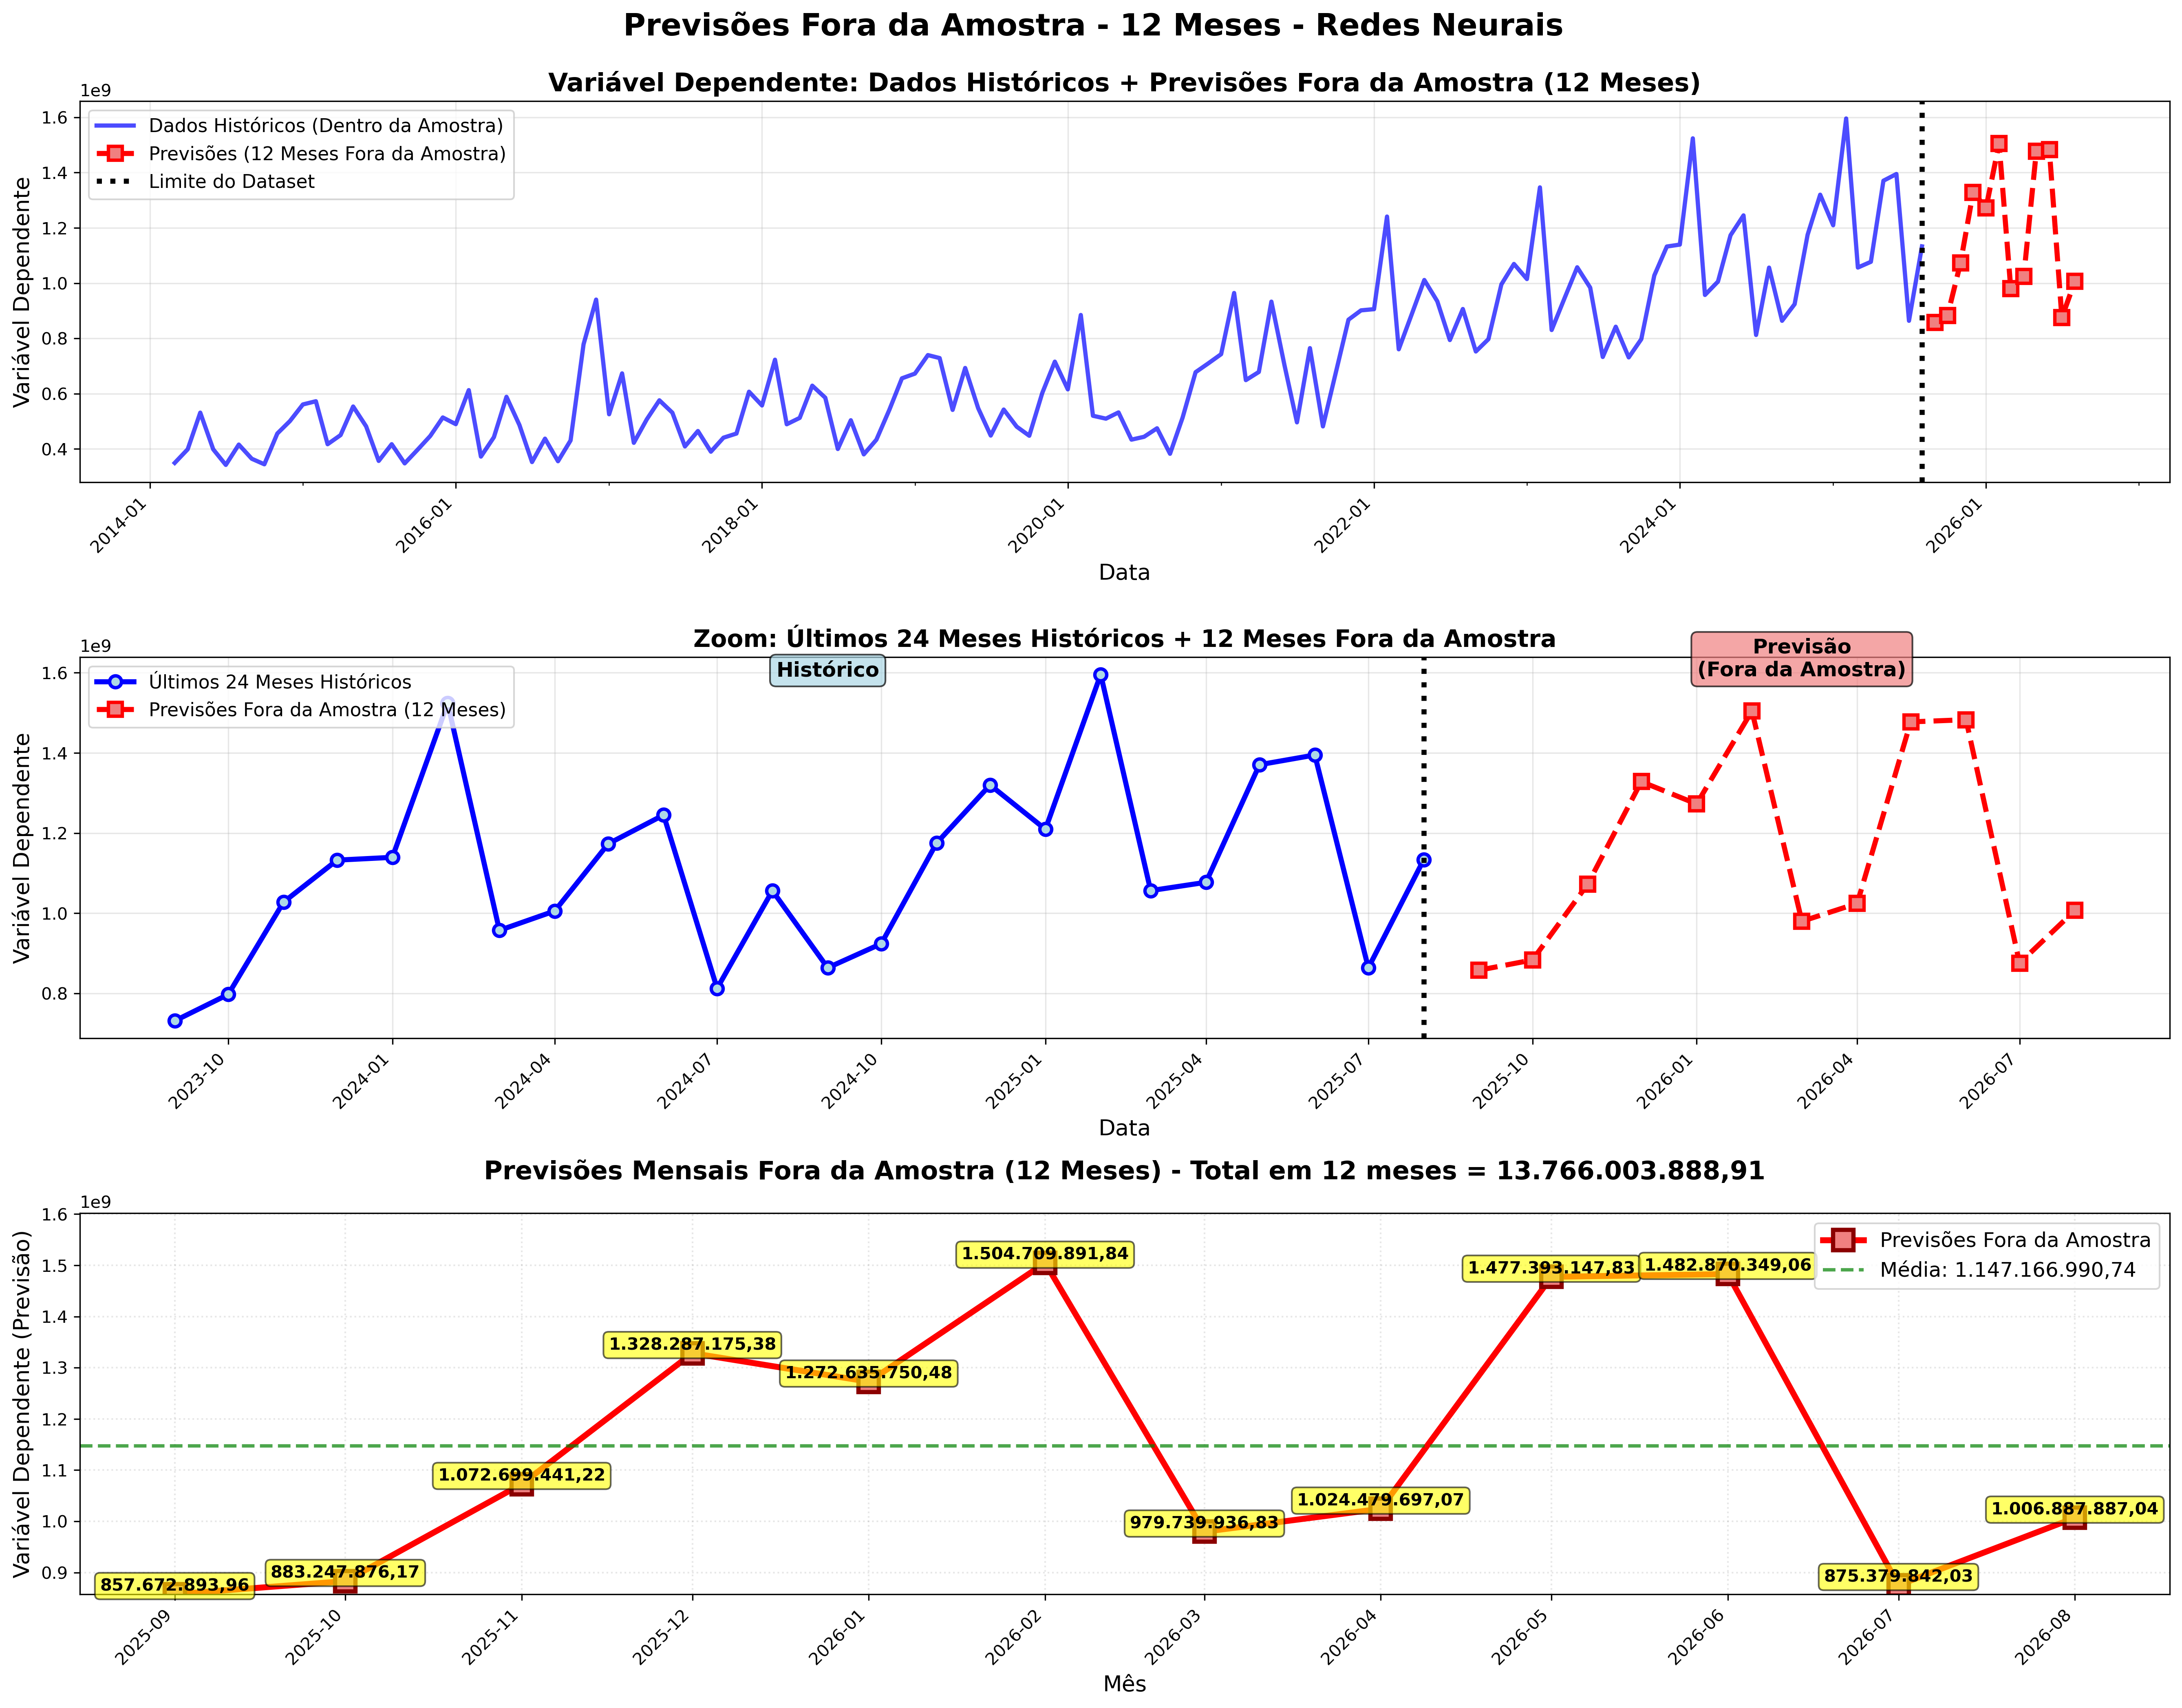 Previsões Fora da Amostra - 12 Meses - Redes Neurais
Variável Dependente: Dados Históricos + Previsões Fora da Amostra (12 Meses)
1e9
1.6
1.4
1.2
1.0
0.8
0.6
0.4
Variável Dependente
Dados Históricos (Dentro da Amostra)
Previsões (12 Meses Fora da Amostra)
Limite do Dataset
2014-01
2016-01
2018-01
2020-01
2022-01
2024-01
2026-01
Data
Zoom: Últimos 24 Meses Históricos + 12 Meses Fora da Amostra
1e9
1.6
1.4
1.2
1.0
0.8
Variável Dependente
Últimos 24 Meses Históricos
Previsões Fora da Amostra (12 Meses)
Histórico
Previsão
(Fora da Amostra)
2023-10
2024-01
2024-04
2024-07
2024-10
2025-01
2025-04
2025-07
2025-10
2026-01
2026-04
2026-07
Data
Previsões Mensais Fora da Amostra (12 Meses) - Total em 12 meses = 13.766.003.888,91
1e9
1.6
1.5
1.4
1.3
1.2
1.1
1.0
0.9
Variável Dependente (Previsão)
Previsões Fora da Amostra
Média: 1.147.166.990,74
857.672.893,96
883.247.876,17
1.072.699.441,22
1.328.287.175,38
1.272.635.750,48
1.504.709.891,84
979.739.936,83
1.024.479.697,07
1.477.393.147,83
1.482.870.349,06
875.379.842,03
1.006.887.887,04
2025-09
2025-10
2025-11
2025-12
2026-01
2026-02
2026-03
2026-04
2026-05
2026-06
2026-07
2026-08
Mês